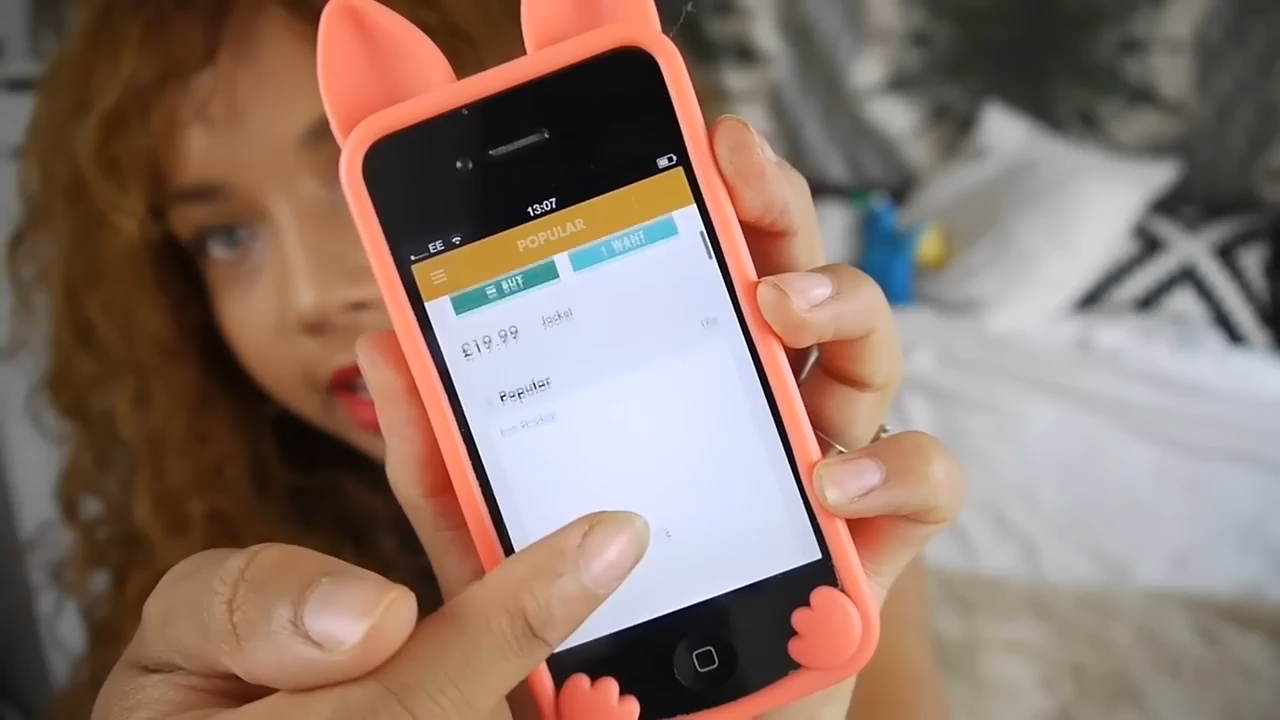 13:07
EE
POPULAR
BUY
I WANT
£19.99
Jacket
Popular